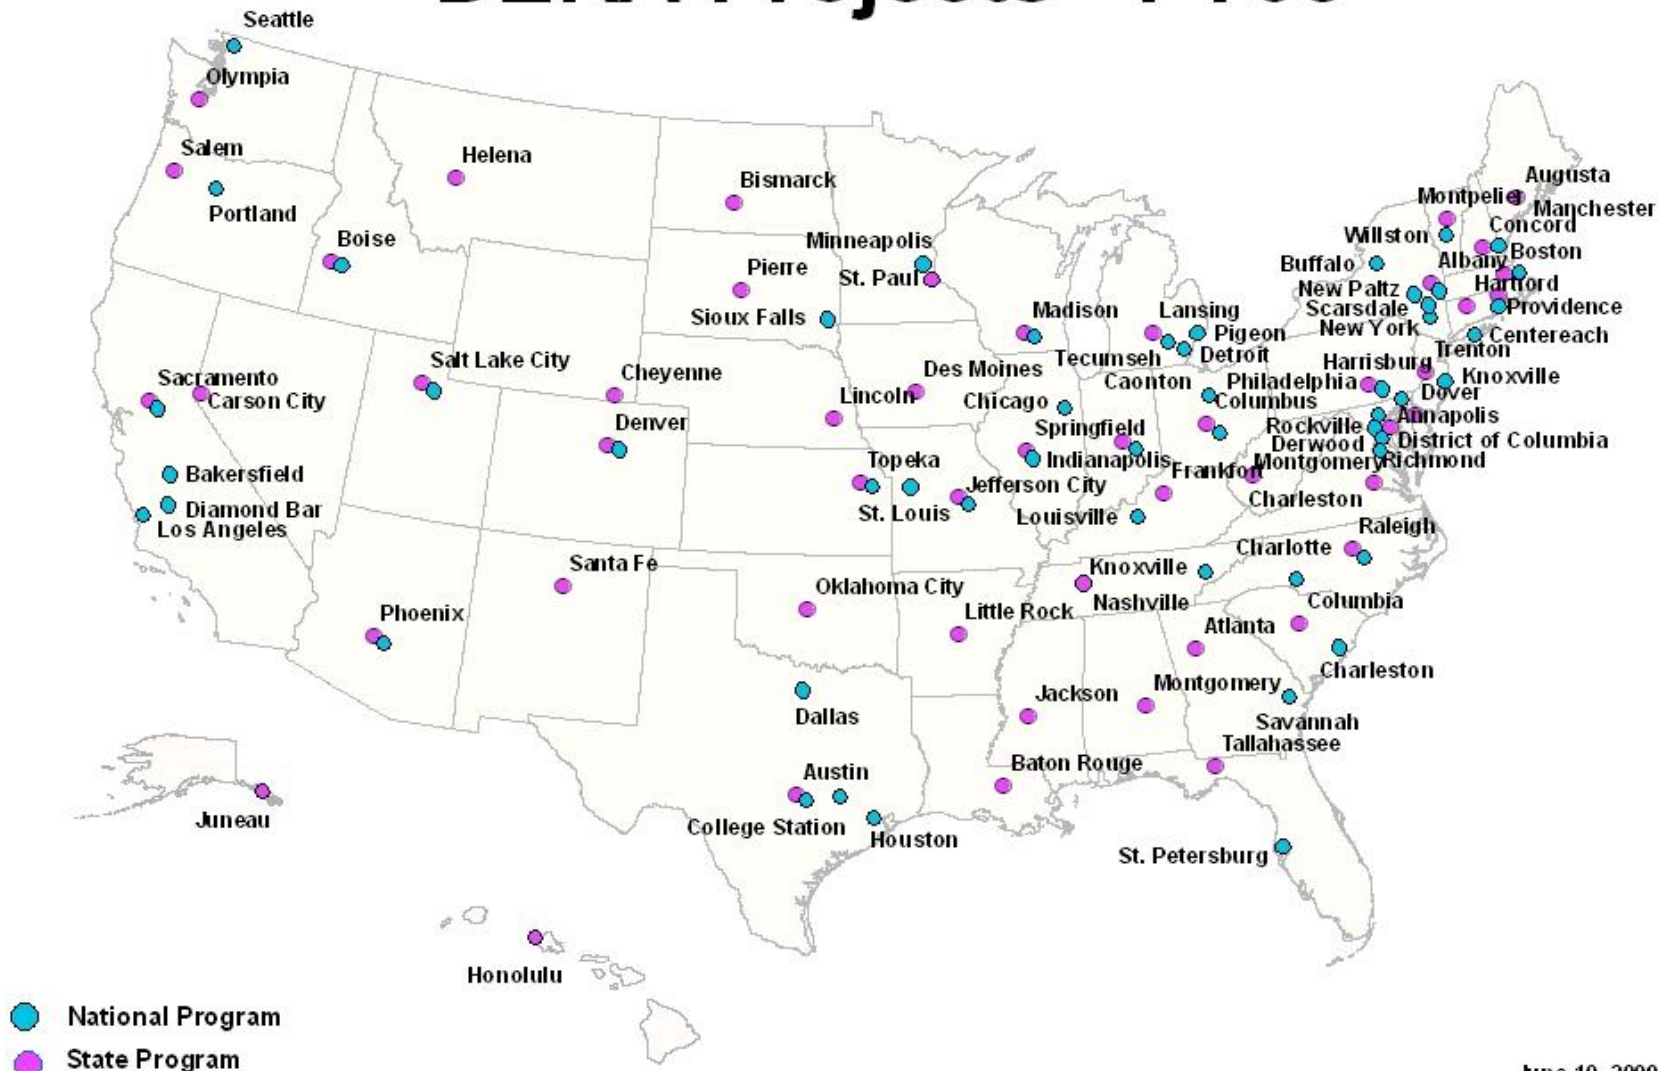 DERA Projects
Seattle
Olympia
Salem
Helena
Portland
Boise
Bismarck
Minneapolis
Pierre
St. Paul
Sioux Falls
Augusta
Montpelier
Manchester
Concord
Williston
Boston
Albany
Buffalo
Hartford
New Paltz
Scarsdale
Providence
New York
Centereach
Trenton
Madison
Lansing
Pigeon
Tecumseh
Detroit
Harrisburg
Knoxville
Salt Lake City
Cheyenne
Des Moines
Caonton
Philadelphia
Dover
Sacramento
Carson City
Lincoln
Chicago
Columbus
Annapolis
Denver
Springfield
Rockville
Derwood
District of Columbia
Topeka
Indianapolis
Frankfort
Montgomery
Richmond
Bakersfield
Jefferson City
Charleston
Diamond Bar
St. Louis
Louisville
Los Angeles
Raleigh
Charlotte
Santa Fe
Knoxville
Oklahoma City
Nashville
Columbia
Little Rock
Phoenix
Atlanta
Charleston
Jackson
Montgomery
Dallas
Savannah
Tallahassee
Austin
Baton Rouge
Juneau
College Station
Houston
St. Petersburg
Honolulu
National Program
State Program